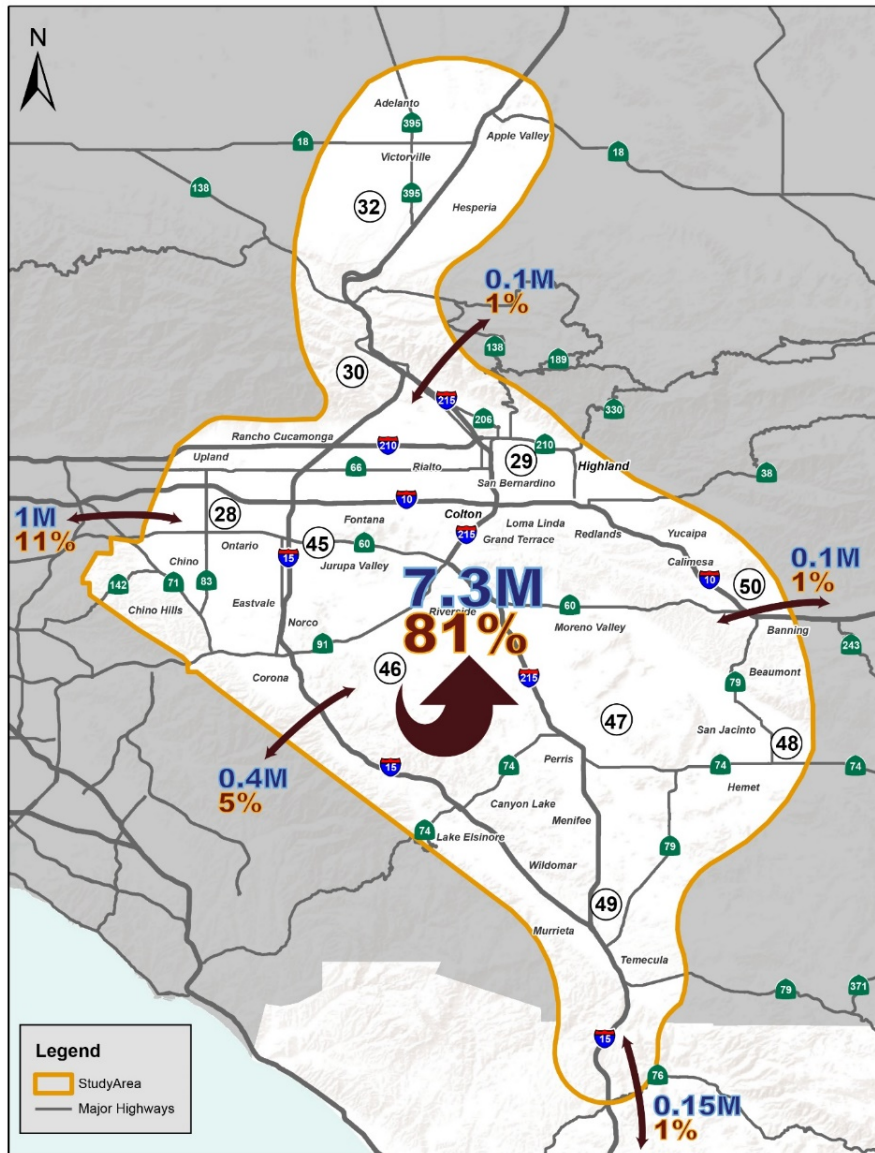 N
Adelanto
395
Apple Valley
18
18
Victorville
138
395
32
Hesperia
0.1M
1%
138
189
30
215
206
330
Rancho Cucamonga
210
210
Upland
66
Rialto
29
Highland
San Bernardino
38
10
1M
11%
28
Fontana
Colton
Loma Linda
215
Grand Terrace
Redlands
Yucaipa
Ontario
45
60
Calimesa
0.1M
1%
Chino
15
Jurupa Valley
10
50
142
71
83
7.3M
81%
Chino Hills
Eastvale
Riverside
60
Norco
Moreno Valley
Banning
91
243
46
Corona
215
Beaumont
79
47
San Jacinto
48
0.4M
5%
15
74
Perris
74
74
Hemet
Canyon Lake
Menifee
74
Lake Elsinore
79
Wildomar
49
Murrieta
Temecula
79
371
15
Legend
StudyArea
Major Highways
76
0.15M
1%